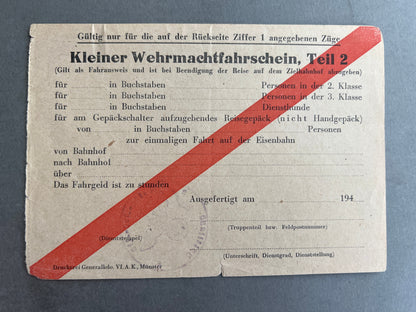 Gültig nur für die auf der Rückseite Ziffer 1 angegebenen Züge
Kleiner Wehrmachtfahrschein, Teil 2
(Gilt als Fahrausweis und ist bei Beendigung der Reise auf dem Zielbahnhof abzugeben)
für in Buchstaben Personen in der 2. Klasse
für in Buchstaben Personen in der 3. Klasse
für in Buchstaben Diensthunde
für am Gepäckschalter aufzugebendes Reisegepäck (nicht Handgepäck)
von in Buchstaben Personen
zur einmaligen Fahrt auf der Eisenbahn
von Bahnhof
nach Bahnhof
über
Das Fahrgeld ist zu stunden
Ausgefertigt am 194
(Truppenteil bzw. Feldpostnummer)
(Dienststempel)
(Unterschrift, Dienstgrad, Dienststellung)
Druckerei Generalkdo. VI. A. K., Münster